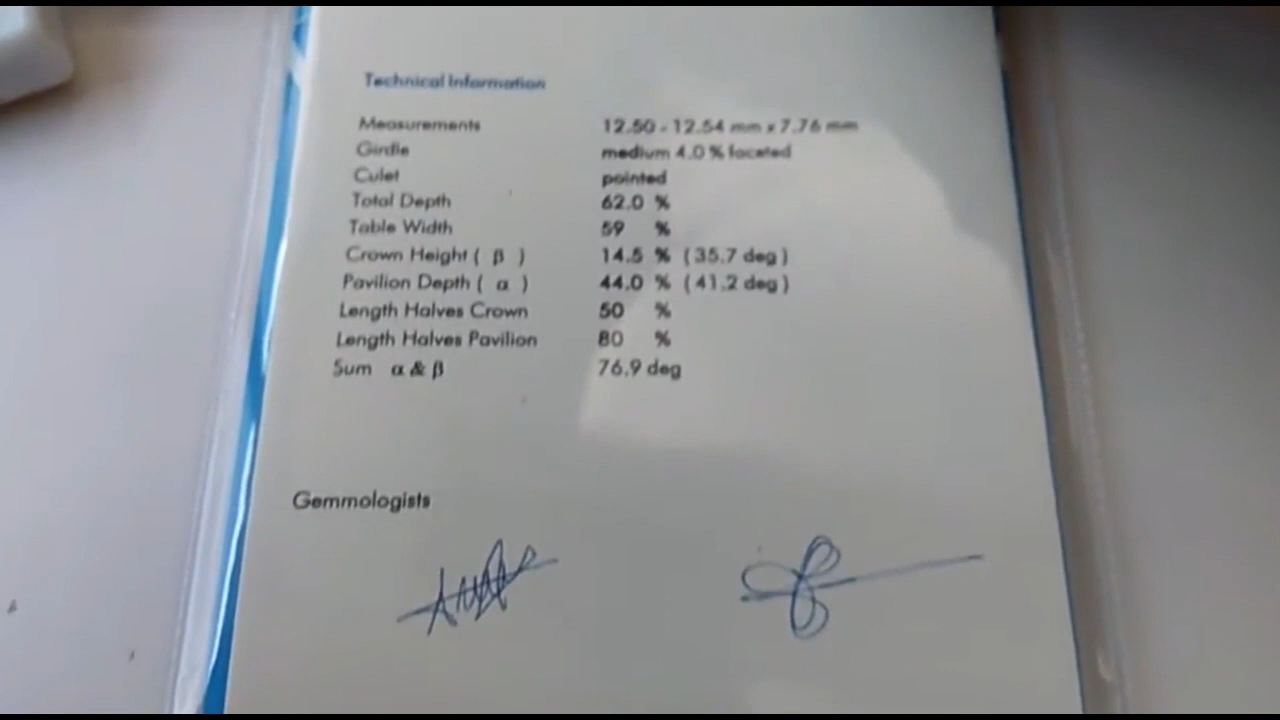 Technical Information
Measurements 12.50 - 12.54 mm x 7.76 mm
Girdle medium 4.0 % faceted
Culet pointed
Total Depth 62.0 %
Table Width 59 %
Crown Height ( β ) 14.5 % ( 35.7 deg )
Pavilion Depth ( α ) 44.0 % ( 41.2 deg )
Length Halves Crown 50 %
Length Halves Pavilion 80 %
Sum α & β 76.9 deg
Gemmologists